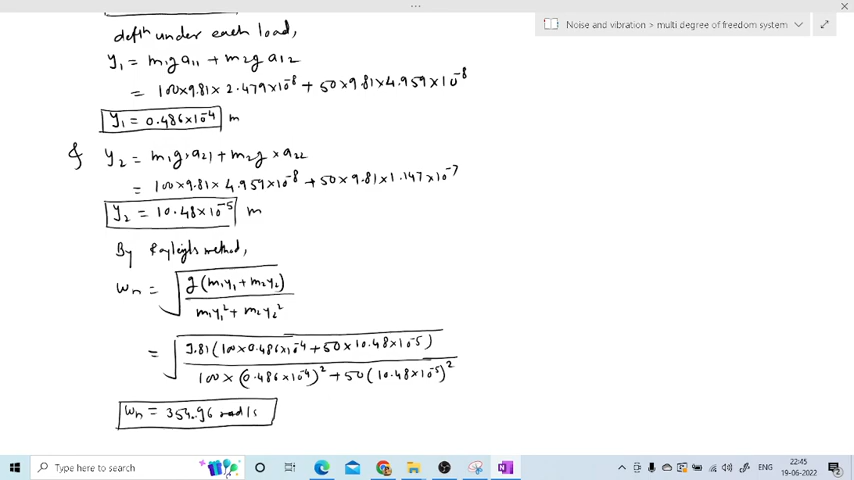 Noise and vibration > multi degree of freedom system
defth under each load,
y₁ = m₁g a₁₁ + m₂g a₁₂
= 100×9.81× 2.479×10⁻⁸ + 50×9.81×4.959×10⁻⁸
y₁ = 0.486×10⁻⁴ m
& y₂ = m₁g×a₂₁ + m₂g × a₂₂
= 100×9.81× 4.959×10⁻⁸ + 50×9.81×1.147×10⁻⁷
y₂ = 10.48×10⁻⁵ m
By Rayleigh method,
ωₙ = √(g(m₁y₁ + m₂y₂) / (m₁y₁² + m₂y₂²))
= √(9.81(100×0.486×10⁻⁴ + 50×10.48×10⁻⁵) / (100×(0.486×10⁻⁴)² + 50(10.48×10⁻⁵)²))
ωₙ = 354.96 rad/s
Type here to search
ENG
22:45
19-06-2022
2